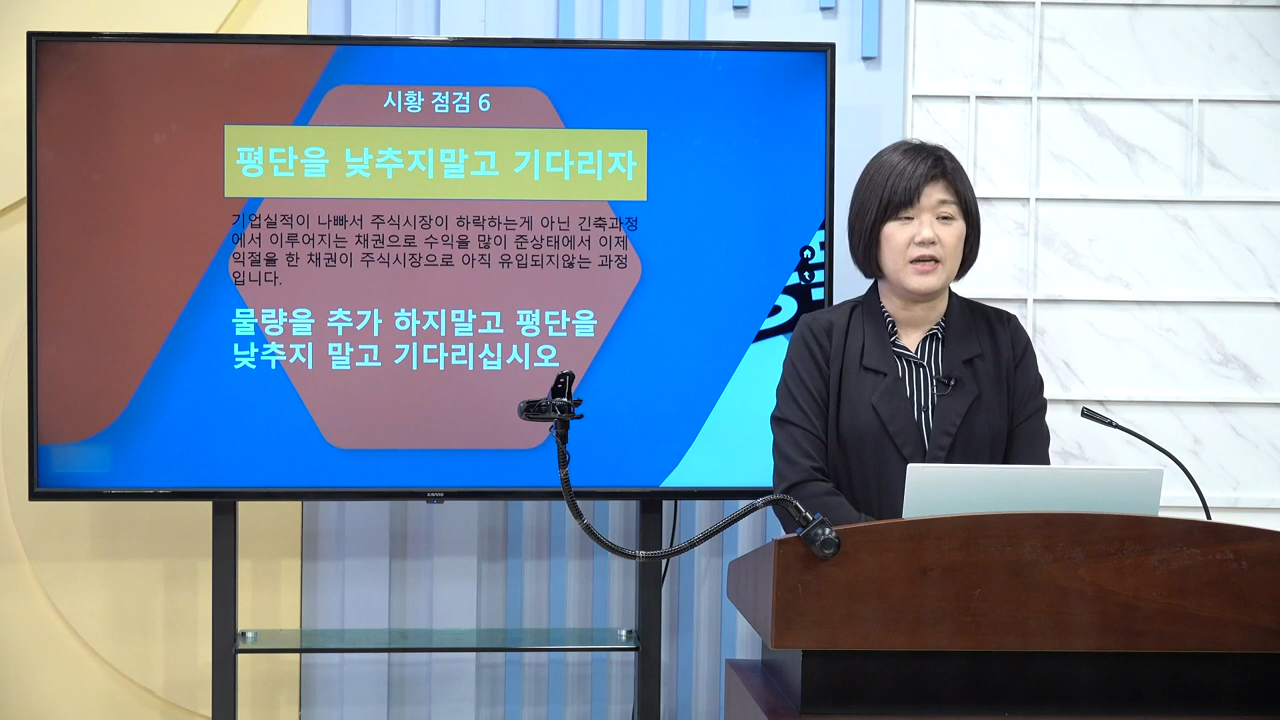 시황 점검 6
평단을 낮추지말고 기다리자
기업실적이 나빠서 주식시장이 하락하는게 아닌 긴축과정
에서 이루어지는 채권으로 수익을 많이 준상태에서 이제
익절을 한 채권이 주식시장으로 아직 유입되지않는 과정
입니다.
물량을 추가 하지말고 평단을
낮추지 말고 기다리십시오